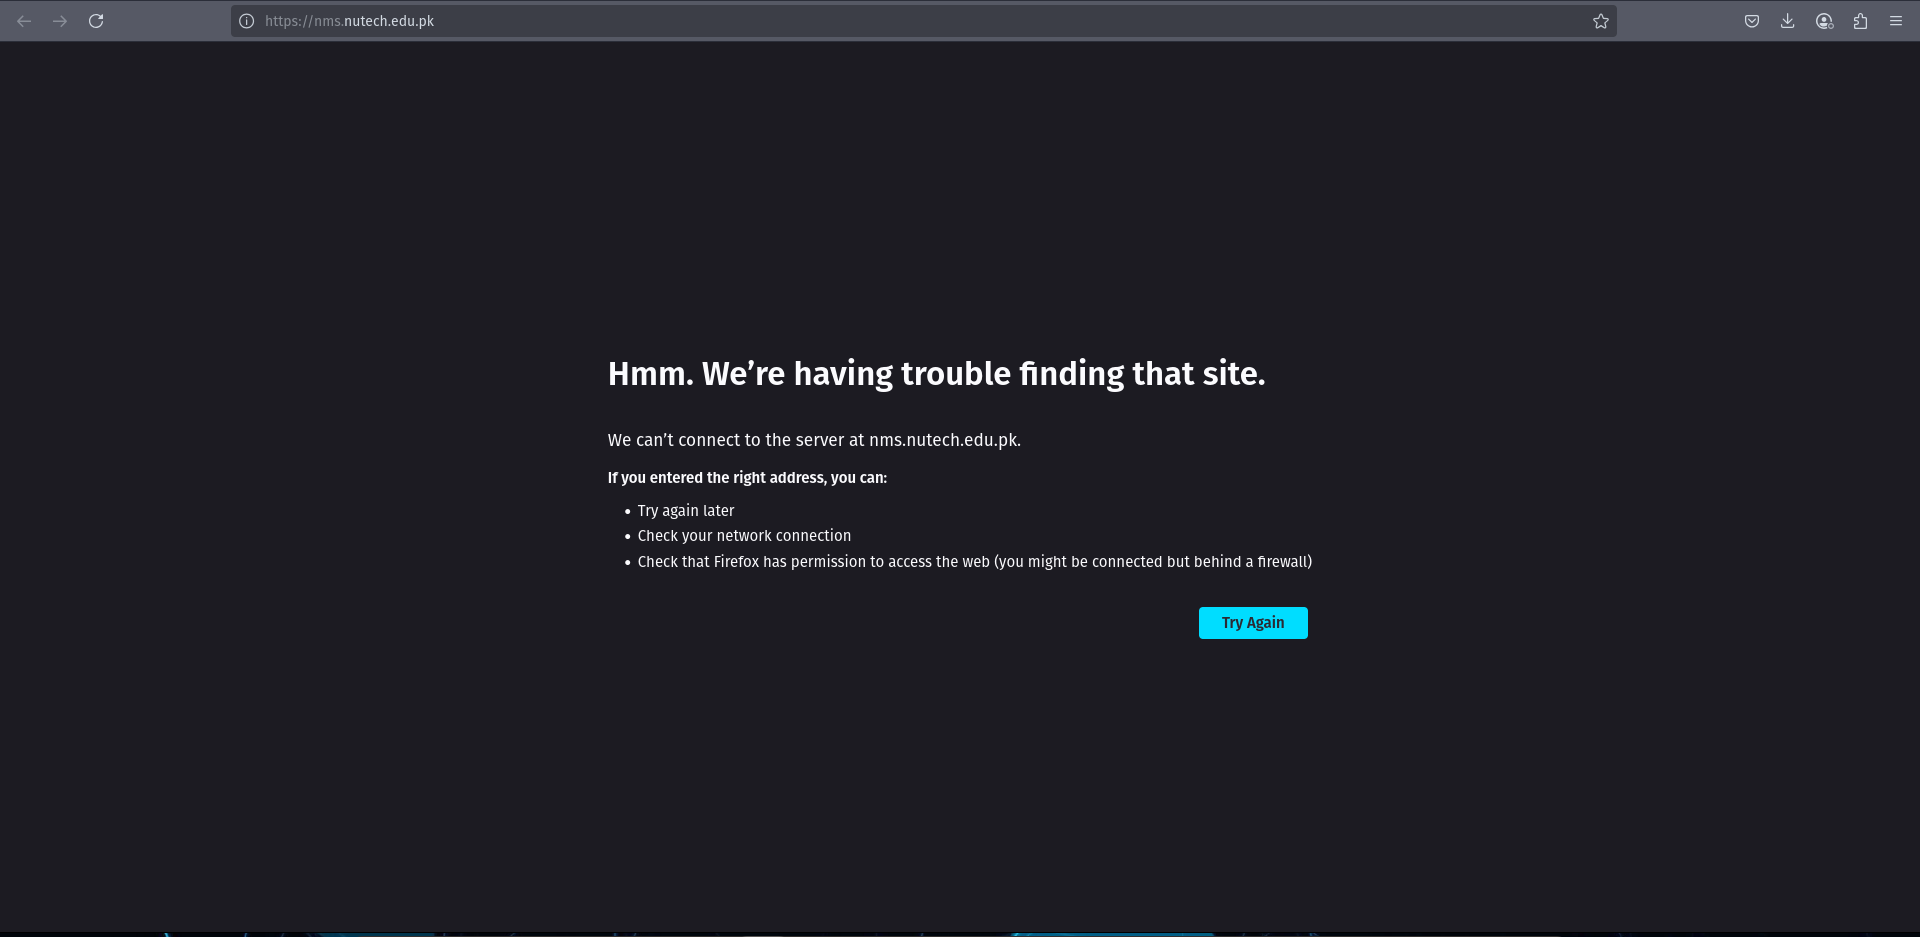 https://nms.nutech.edu.pk
Hmm. We’re having trouble finding that site.
We can’t connect to the server at nms.nutech.edu.pk.
If you entered the right address, you can:
• Try again later
• Check your network connection
• Check that Firefox has permission to access the web (you might be connected but behind a firewall)
Try Again